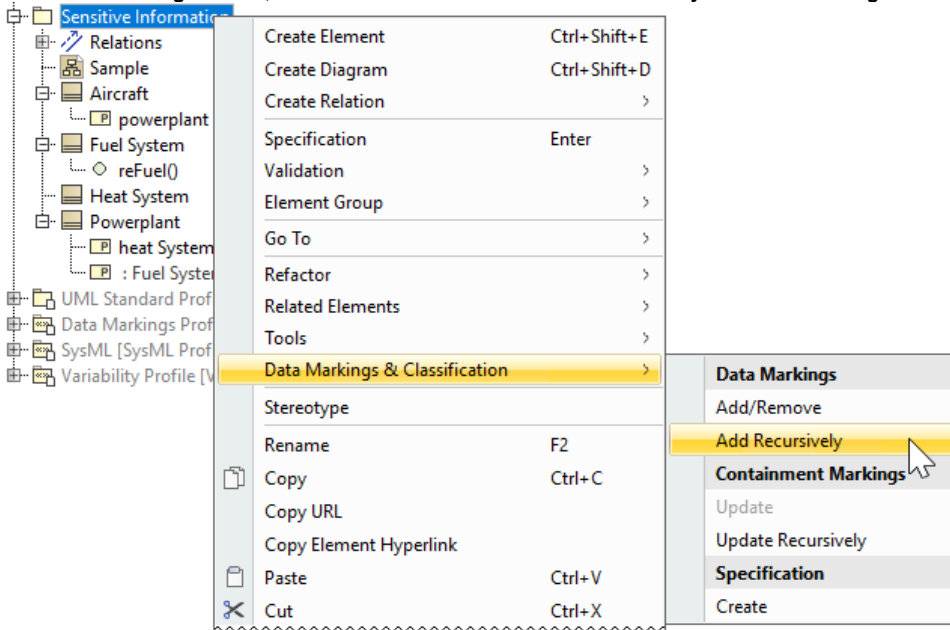 Sensitive Information
Relations
Sample
Aircraft
powerplant
Fuel System
reFuel()
Heat System
Powerplant
heat System
: Fuel System
UML Standard Prof
Data Markings Prof
SysML [SysML Prof
Variability Profile [V
Create Element Ctrl+Shift+E
Create Diagram Ctrl+Shift+D
Create Relation
Specification Enter
Validation
Element Group
Go To
Refactor
Related Elements
Tools
Data Markings & Classification
Stereotype
Rename F2
Copy Ctrl+C
Copy URL
Copy Element Hyperlink
Paste Ctrl+V
Cut Ctrl+X
Data Markings
Add/Remove
Add Recursively
Containment Markings
Update
Update Recursively
Specification
Create